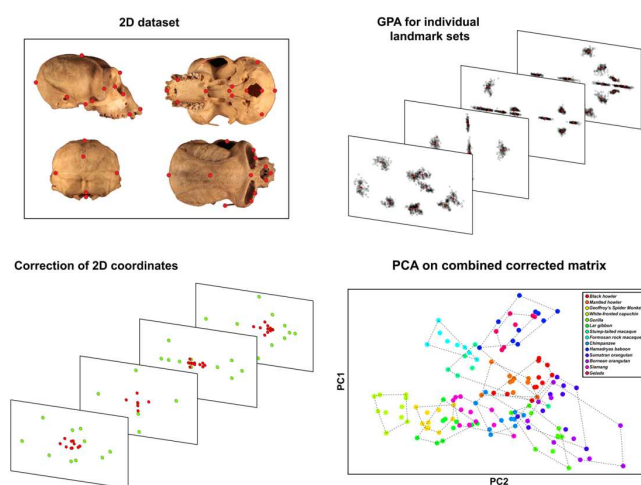 2D dataset
GPA for individual
landmark sets
Correction of 2D coordinates
PCA on combined corrected matrix
PC1
Black howler
Mantled howler
Geoffroy's Spider Monkey
White-fronted capuchin
Gorilla
Lar gibbon
Stump-tailed macaque
Formosan rock macaque
Chimpanzee
Hamadryas baboon
Sumatran orangutan
Bornean orangutan
Siamang
Gelada
PC2